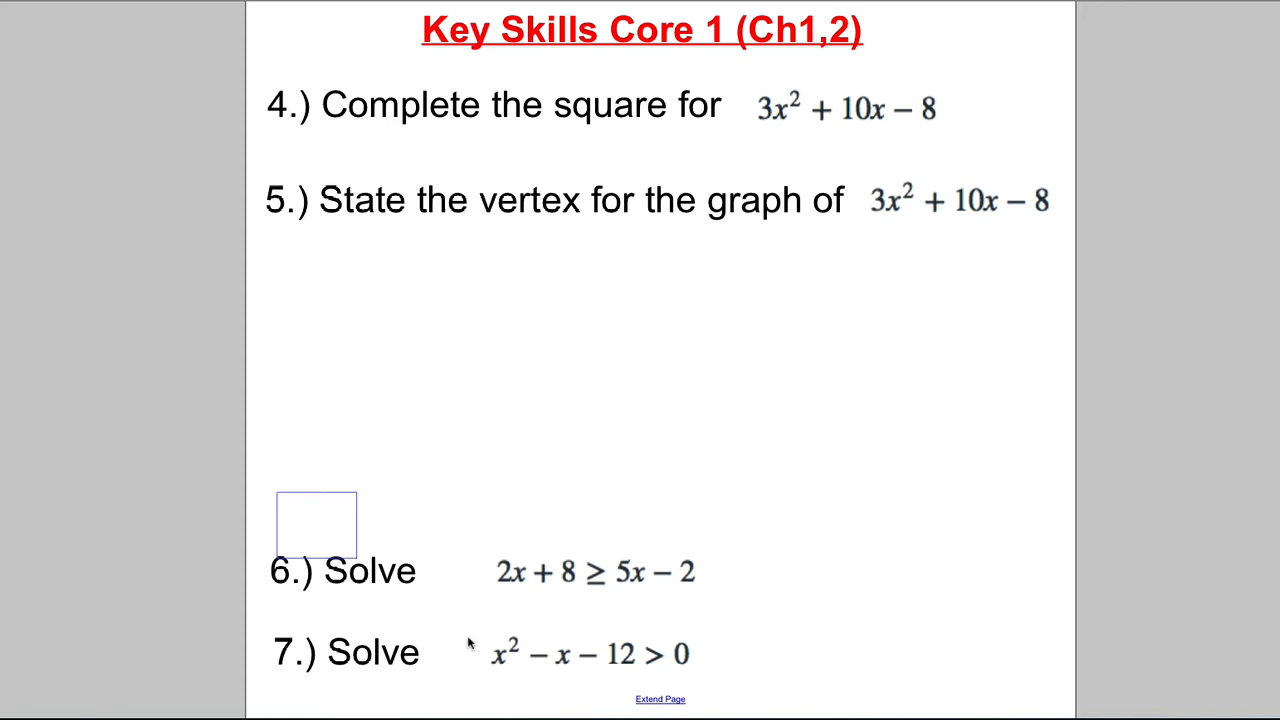 Key Skills Core 1 (Ch1,2)
4.) Complete the square for 3x² + 10x − 8
5.) State the vertex for the graph of 3x² + 10x − 8
6.) Solve 2x + 8 ≥ 5x − 2
7.) Solve x² − x − 12 > 0
Extend Page